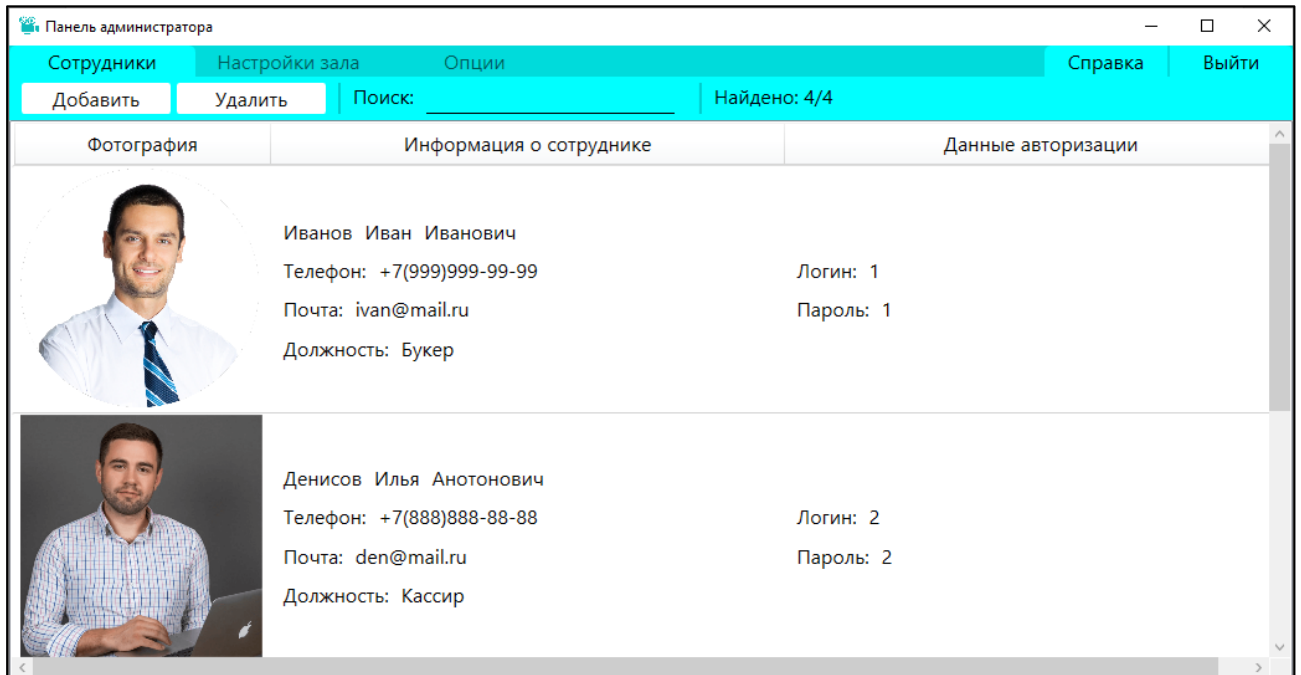 Панель администратора
Сотрудники Настройки зала Опции Справка Выйти
Добавить Удалить Поиск: Найдено: 4/4
Фотография Информация о сотруднике Данные авторизации
Иванов Иван Иванович
Телефон: +7(999)999-99-99 Логин: 1
Почта: ivan@mail.ru Пароль: 1
Должность: Букер
Денисов Илья Анотонович
Телефон: +7(888)888-88-88 Логин: 2
Почта: den@mail.ru Пароль: 2
Должность: Кассир